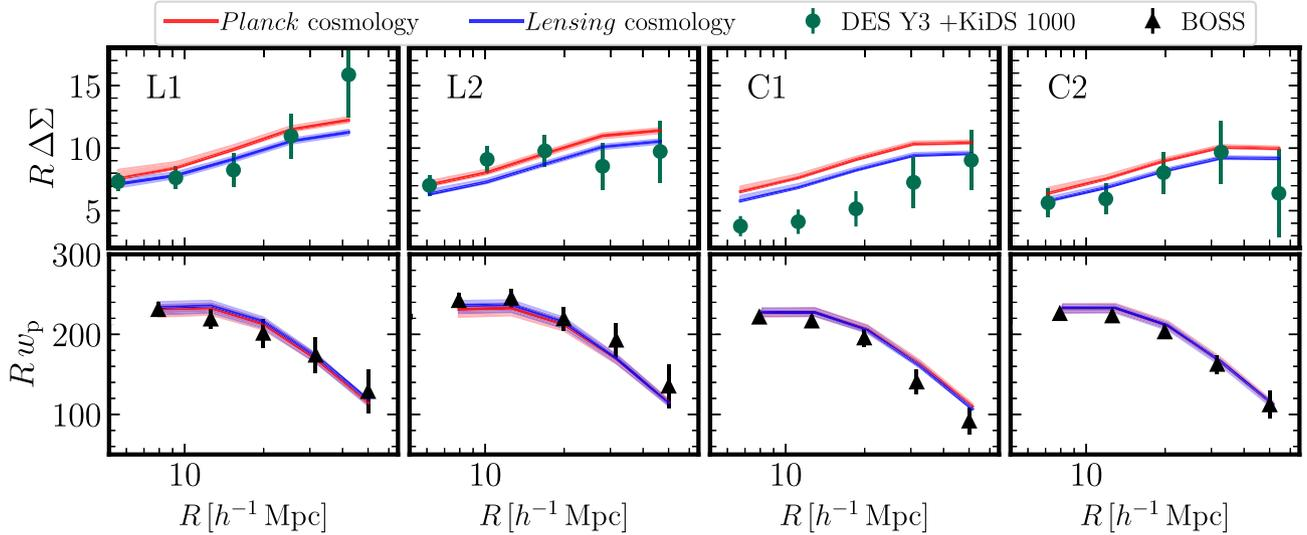 Planck cosmology Lensing cosmology DES Y3 +KiDS 1000 BOSS
L1 L2 C1 C2
R ΔΣ
15
10
5
R w_p
300
200
100
10 10 10 10
R [h⁻¹ Mpc] R [h⁻¹ Mpc] R [h⁻¹ Mpc] R [h⁻¹ Mpc]